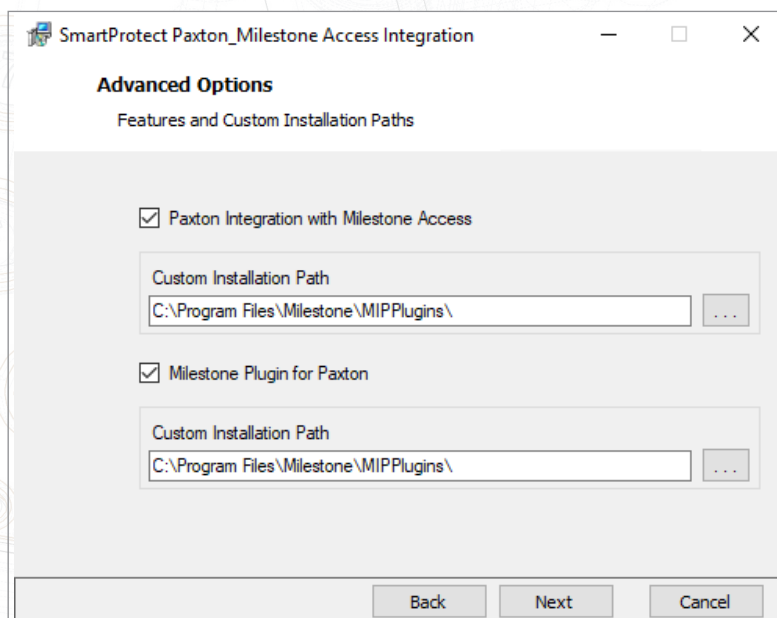 SmartProtect Paxton_Milestone Access Integration
Advanced Options
Features and Custom Installation Paths
Paxton Integration with Milestone Access
Custom Installation Path
C:\Program Files\Milestone\MIPPlugins\
...
Milestone Plugin for Paxton
Custom Installation Path
C:\Program Files\Milestone\MIPPlugins\
...
Back Next Cancel